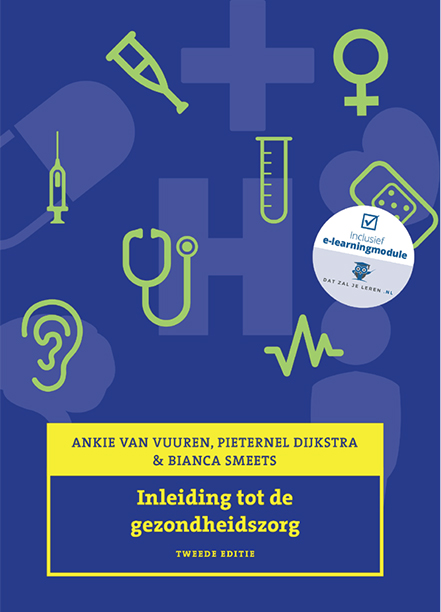 H
Inclusief
e-learningmodule
DAT ZAL JE LEREN .NL
ANKIE VAN VUUREN, PIETERNEL DIJKSTRA
& BIANCA SMEETS
Inleiding tot de
gezondheidszorg
TWEEDE EDITIE